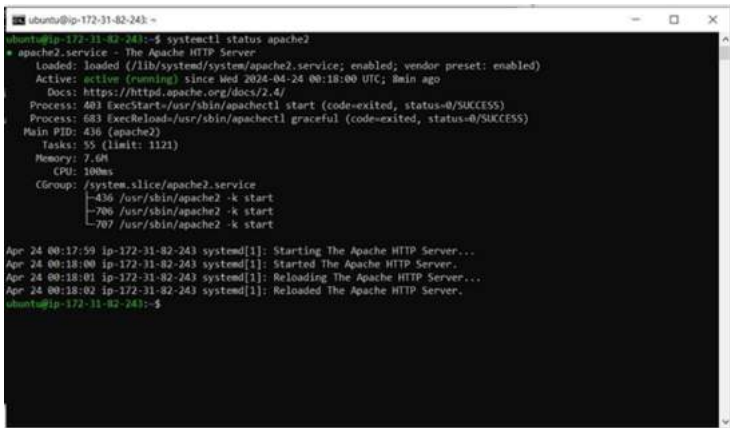 ubuntu@ip-172-31-82-243: ~
ubuntu@ip-172-31-82-243:~$ systemctl status apache2
● apache2.service - The Apache HTTP Server
Loaded: loaded (/lib/systemd/system/apache2.service; enabled; vendor preset: enabled)
Active: active (running) since Wed 2024-04-24 00:18:00 UTC; 8min ago
Docs: https://httpd.apache.org/docs/2.4/
Process: 403 ExecStart=/usr/sbin/apachectl start (code=exited, status=0/SUCCESS)
Process: 683 ExecReload=/usr/sbin/apachectl graceful (code=exited, status=0/SUCCESS)
Main PID: 436 (apache2)
Tasks: 55 (limit: 1121)
Memory: 7.6M
CPU: 100ms
CGroup: /system.slice/apache2.service
├─436 /usr/sbin/apache2 -k start
├─706 /usr/sbin/apache2 -k start
└─707 /usr/sbin/apache2 -k start
Apr 24 00:17:59 ip-172-31-82-243 systemd[1]: Starting The Apache HTTP Server...
Apr 24 00:18:00 ip-172-31-82-243 systemd[1]: Started The Apache HTTP Server.
Apr 24 00:18:01 ip-172-31-82-243 systemd[1]: Reloading The Apache HTTP Server...
Apr 24 00:18:02 ip-172-31-82-243 systemd[1]: Reloaded The Apache HTTP Server.
ubuntu@ip-172-31-82-243:~$